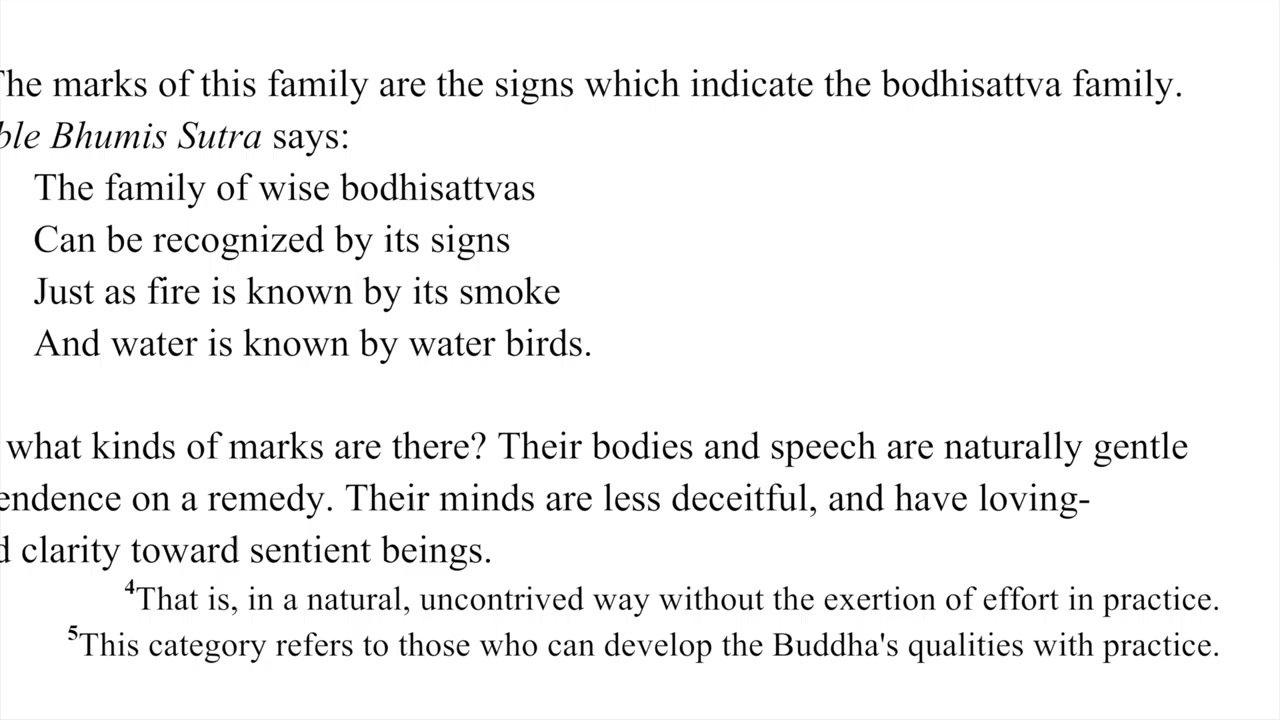 The marks of this family are the signs which indicate the bodhisattva family.
Bhumis Sutra says:
The family of wise bodhisattvas
Can be recognized by its signs
Just as fire is known by its smoke
And water is known by water birds.
what kinds of marks are there? Their bodies and speech are naturally gentle
endence on a remedy. Their minds are less deceitful, and have loving-
clarity toward sentient beings.
4That is, in a natural, uncontrived way without the exertion of effort in practice.
5This category refers to those who can develop the Buddha's qualities with practice.